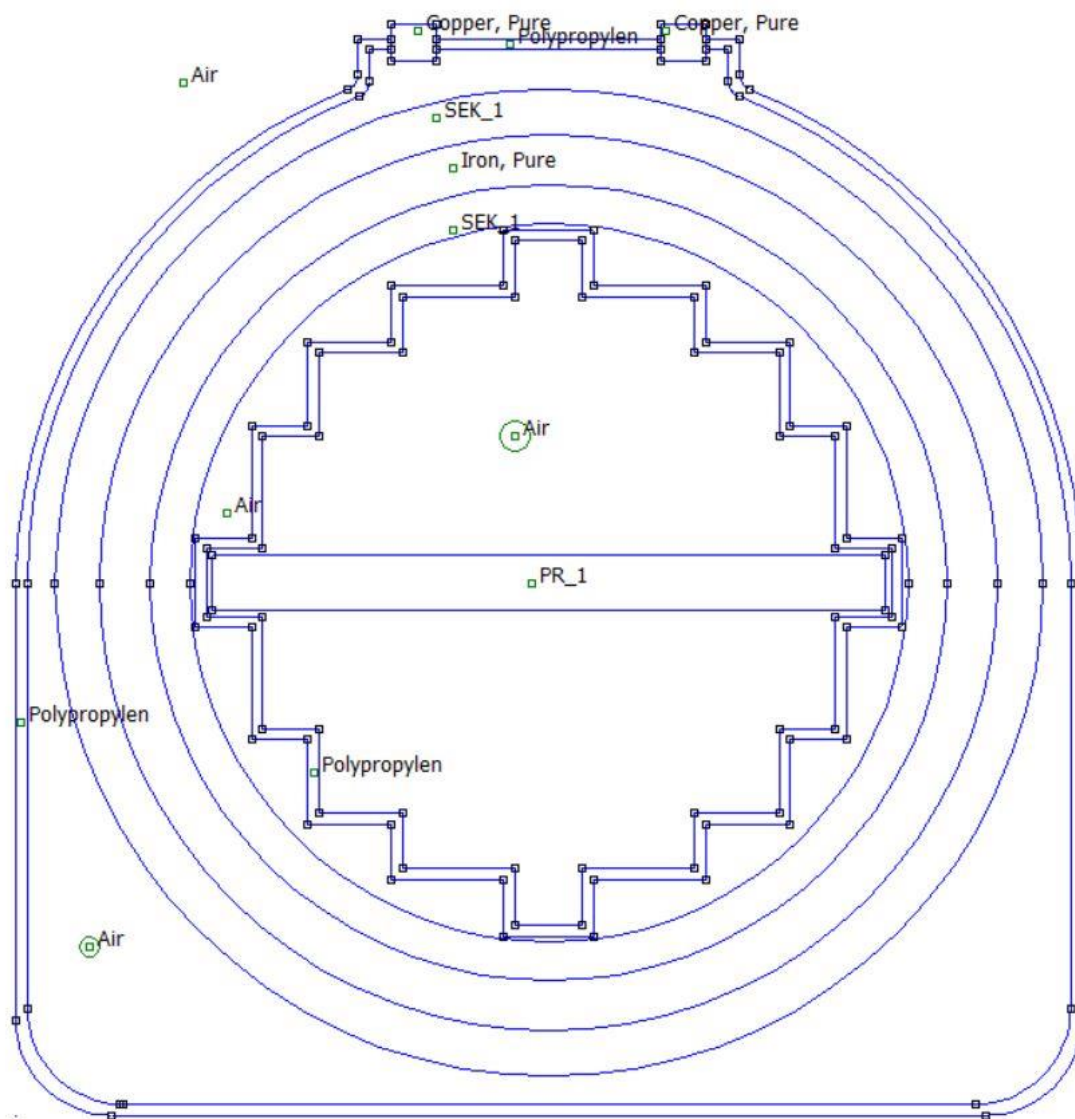 Copper, Pure
Copper, Pure
Polypropylen
Air
SEK_1
Iron, Pure
SEK_1
Air
Air
PR_1
Polypropylen
Polypropylen
Air